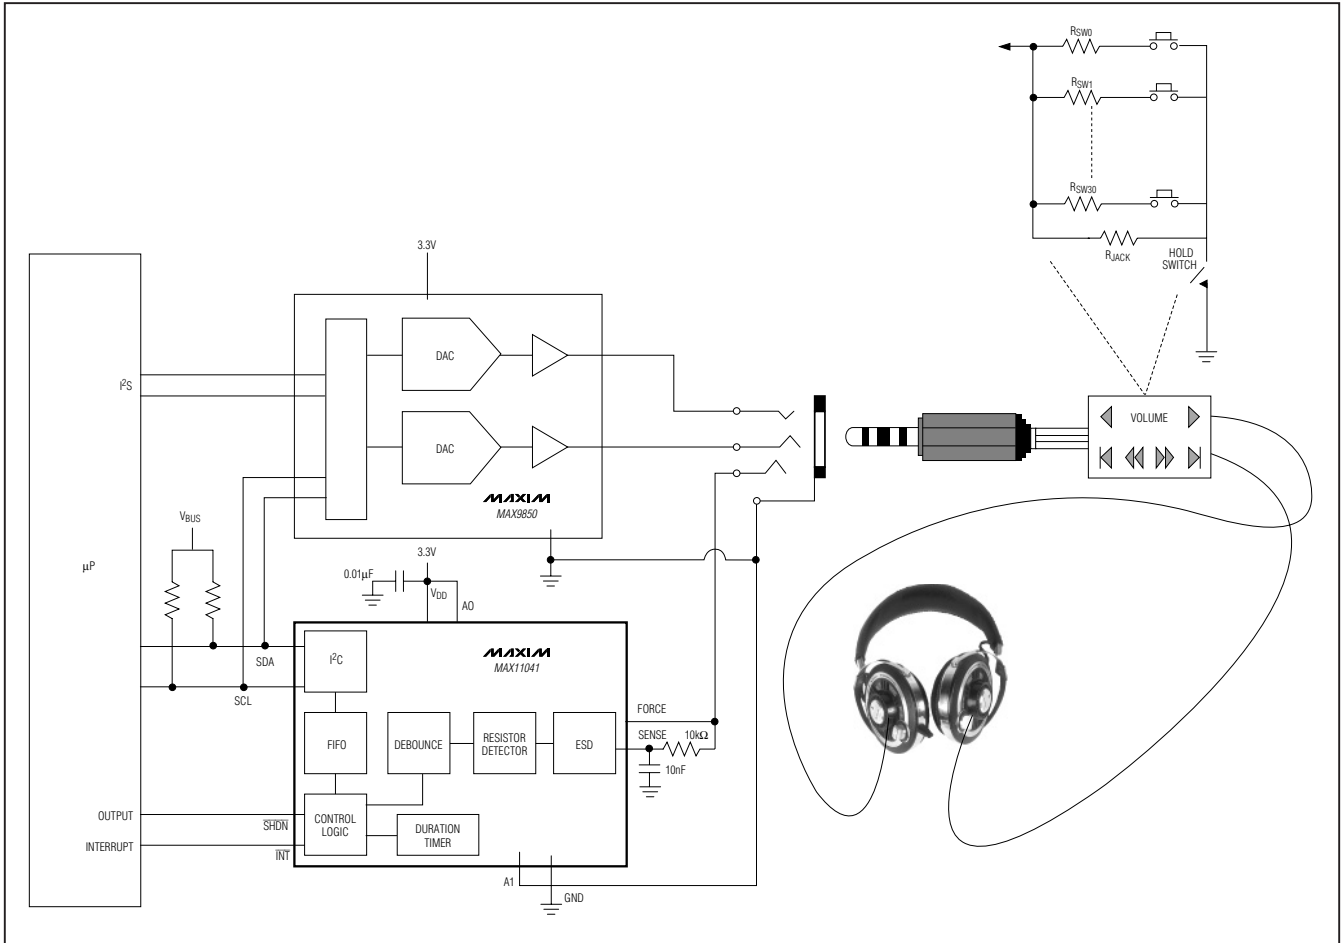 RSW0
RSW1
RSW30
RJACK
HOLD
SWITCH
3.3V
I2S
DAC
DAC
MAXIM
MAX9850
VOLUME
VBUS
μP
3.3V
0.01μF
VDD
A0
SDA
SCL
I2C
MAXIM
MAX11041
FORCE
SENSE
10kΩ
10nF
FIFO
DEBOUNCE
RESISTOR
DETECTOR
ESD
OUTPUT
SHDN
CONTROL
LOGIC
DURATION
TIMER
INTERRUPT
INT
A1
GND